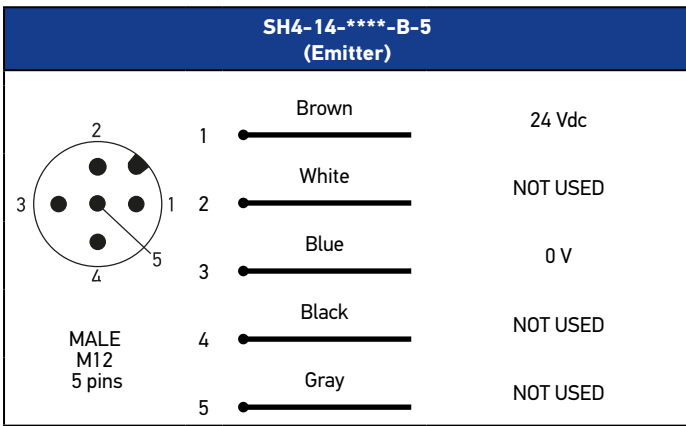 SH4-14-****-B-5
(Emitter)
2
3
1
5
4
MALE
M12
5 pins
1 Brown 24 Vdc
2 White NOT USED
3 Blue 0 V
4 Black NOT USED
5 Gray NOT USED